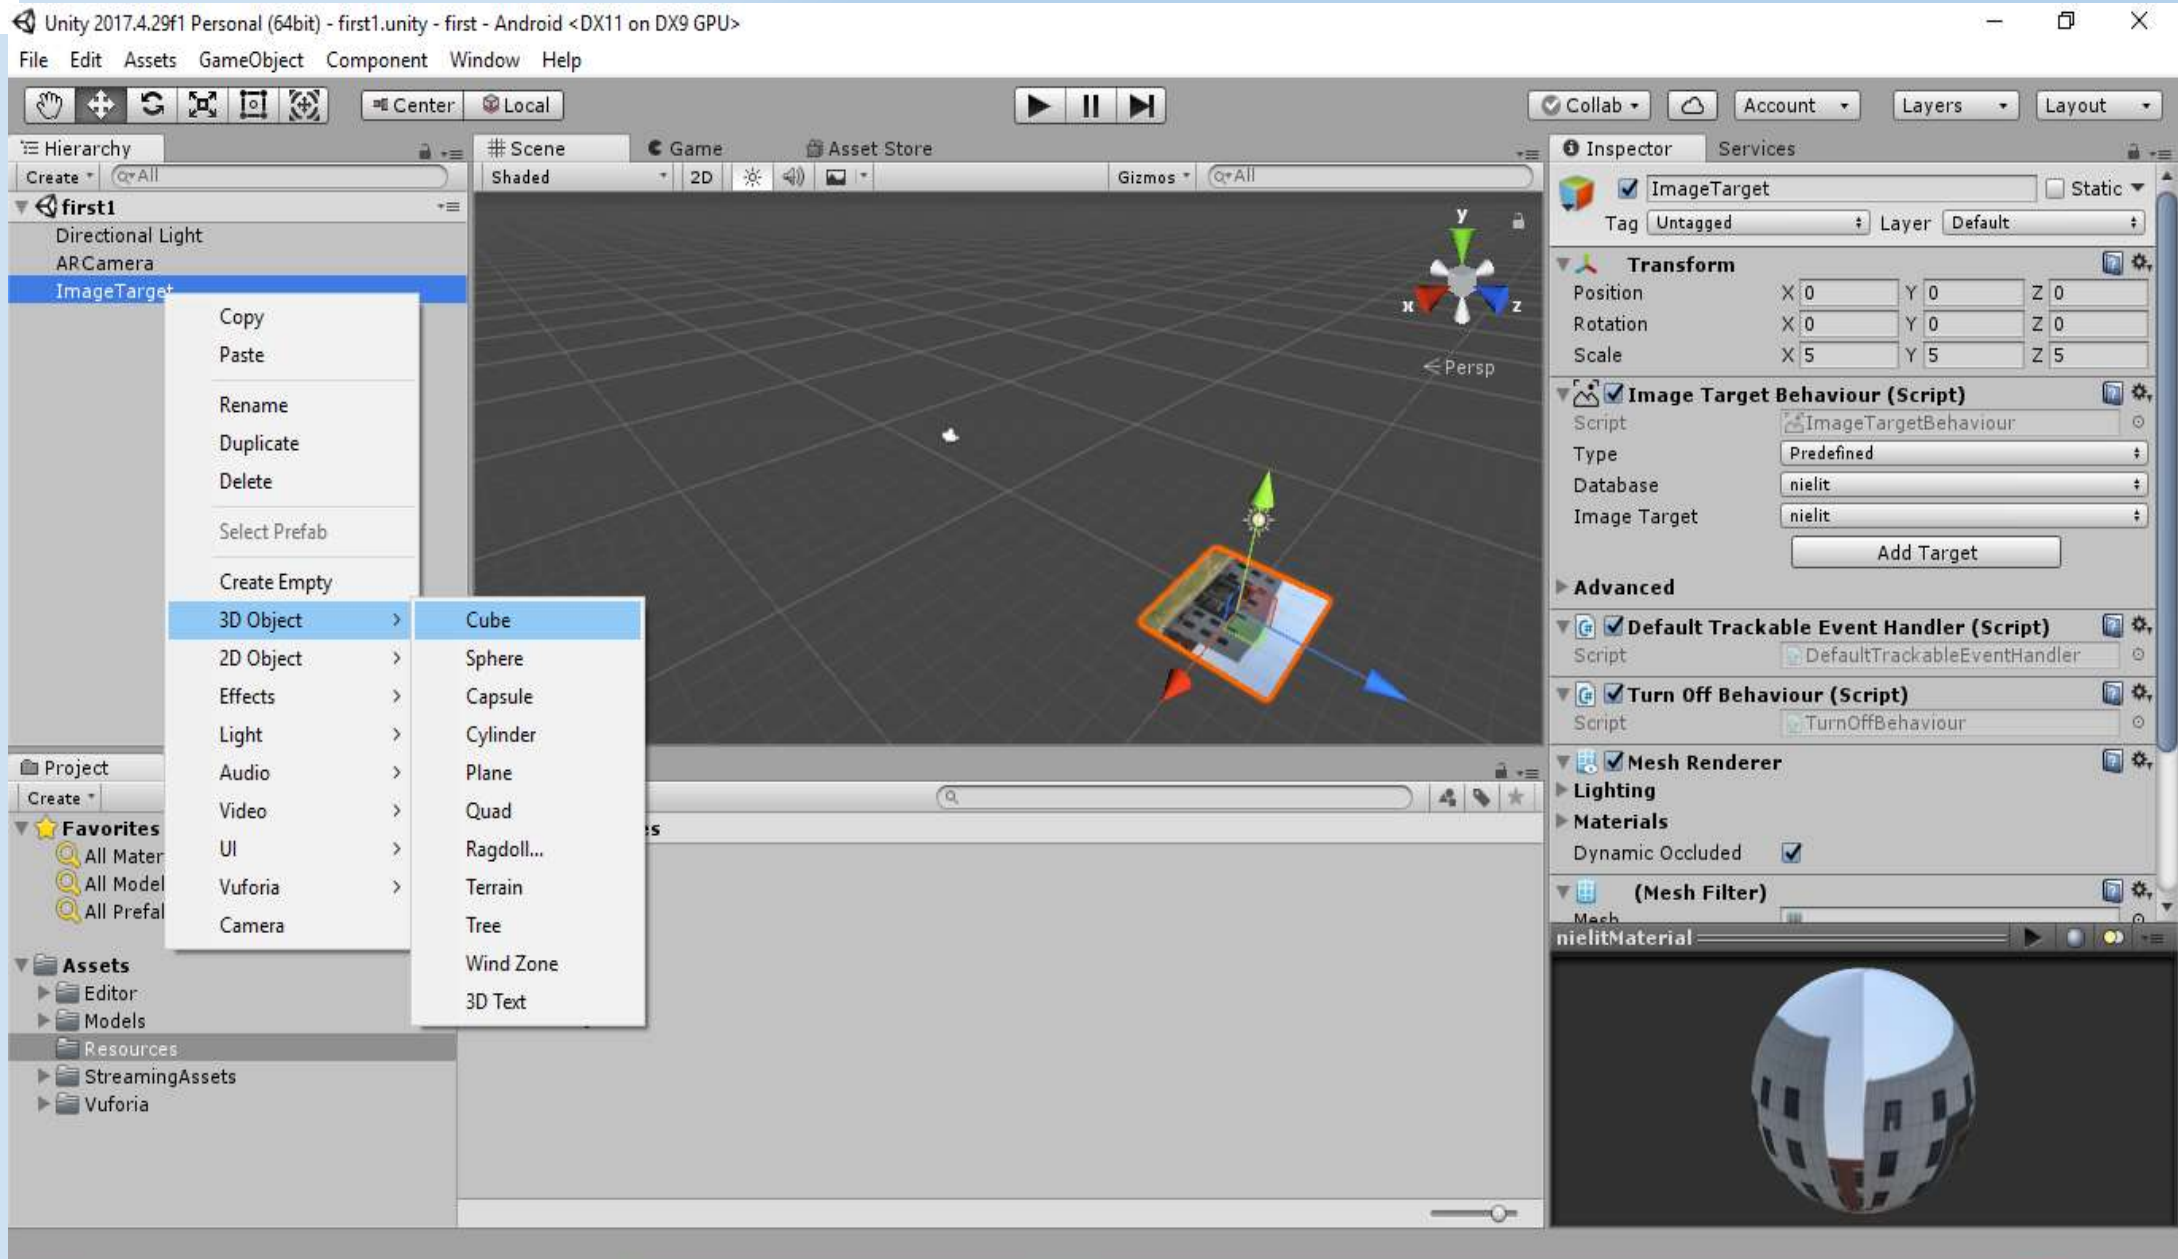 Unity 2017.4.29f1 Personal (64bit) - first1.unity - first - Android <DX11 on DX9 GPU>
File Edit Assets GameObject Component Window Help
Center Local Collab Account Layers Layout
Hierarchy
Create All
first1
Directional Light
ARCamera
ImageTarget
Copy
Paste
Rename
Duplicate
Delete
Select Prefab
Create Empty
3D Object
2D Object
Effects
Light
Audio
Video
UI
Vuforia
Camera
Cube
Sphere
Capsule
Cylinder
Plane
Quad
Ragdoll...
Terrain
Tree
Wind Zone
3D Text
Scene Game Asset Store
Shaded 2D Gizmos All
y
x z
Persp
Project
Create
Favorites
All Mater
All Model
All Prefal
Assets
Editor
Models
Resources
StreamingAssets
Vuforia
Inspector Services
ImageTarget Static
Tag Untagged Layer Default
Transform
Position X 0 Y 0 Z 0
Rotation X 0 Y 0 Z 0
Scale X 5 Y 5 Z 5
Image Target Behaviour (Script)
Script ImageTargetBehaviour
Type Predefined
Database nielit
Image Target nielit
Add Target
Advanced
Default Trackable Event Handler (Script)
Script DefaultTrackableEventHandler
Turn Off Behaviour (Script)
Script TurnOffBehaviour
Mesh Renderer
Lighting
Materials
Dynamic Occluded
(Mesh Filter)
Mesh
nielitMaterial